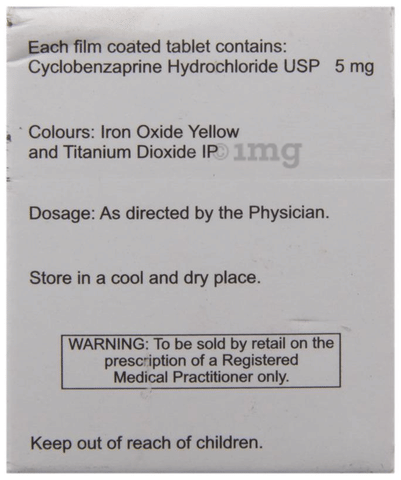 Each film coated tablet contains:
Cyclobenzaprine Hydrochloride USP 5 mg
Colours: Iron Oxide Yellow
and Titanium Dioxide IP
1mg
Dosage: As directed by the Physician.
Store in a cool and dry place.
WARNING: To be sold by retail on the
prescription of a Registered
Medical Practitioner only.
Keep out of reach of children.